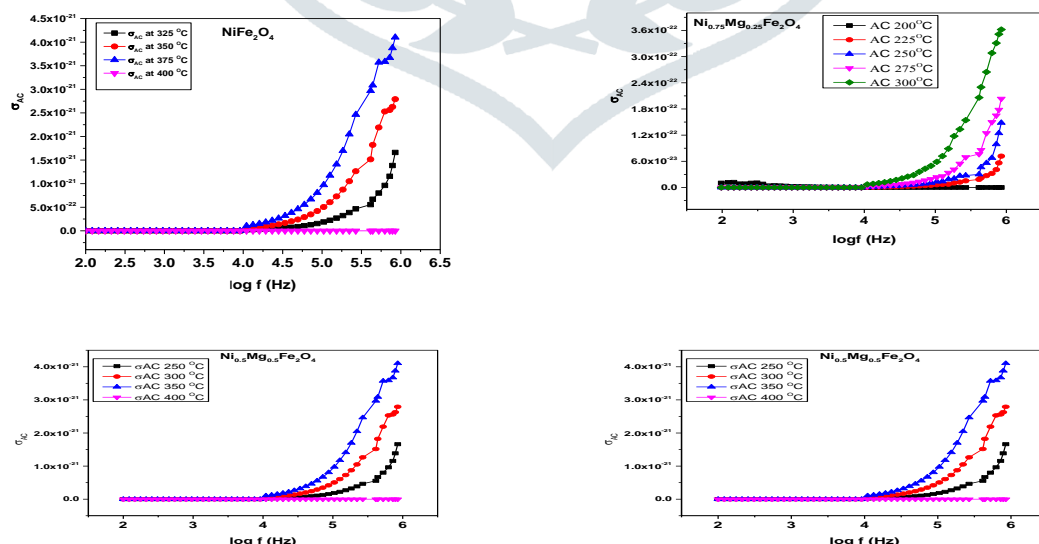 NiFe₂O₄
σAC at 325 °C
σAC at 350 °C
σAC at 375 °C
σAC at 400 °C
4.5x10⁻²¹
4.0x10⁻²¹
3.5x10⁻²¹
3.0x10⁻²¹
2.5x10⁻²¹
2.0x10⁻²¹
1.5x10⁻²¹
1.0x10⁻²¹
5.0x10⁻²²
0.0
σAC
2.0 2.5 3.0 3.5 4.0 4.5 5.0 5.5 6.0 6.5
log f (Hz)
Ni₀.₇₅Mg₀.₂₅Fe₂O₄
AC 200°C
AC 225°C
AC 250°C
AC 275°C
AC 300°C
3.6x10⁻²²
3.0x10⁻²²
2.4x10⁻²²
1.8x10⁻²²
1.2x10⁻²²
6.0x10⁻²³
0.0
σAC
2 3 4 5 6
logf (Hz)
Ni₀.₅Mg₀.₅Fe₂O₄
σAC 250 °C
σAC 300 °C
σAC 350 °C
σAC 400 °C
4.0x10⁻²¹
3.0x10⁻²¹
2.0x10⁻²¹
1.0x10⁻²¹
0.0
σAC
2 3 4 5 6
log f (Hz)
Ni₀.₅Mg₀.₅Fe₂O₄
σAC 250 °C
σAC 300 °C
σAC 350 °C
σAC 400 °C
4.0x10⁻²¹
3.0x10⁻²¹
2.0x10⁻²¹
1.0x10⁻²¹
0.0
σAC
2 3 4 5 6
log f (Hz)